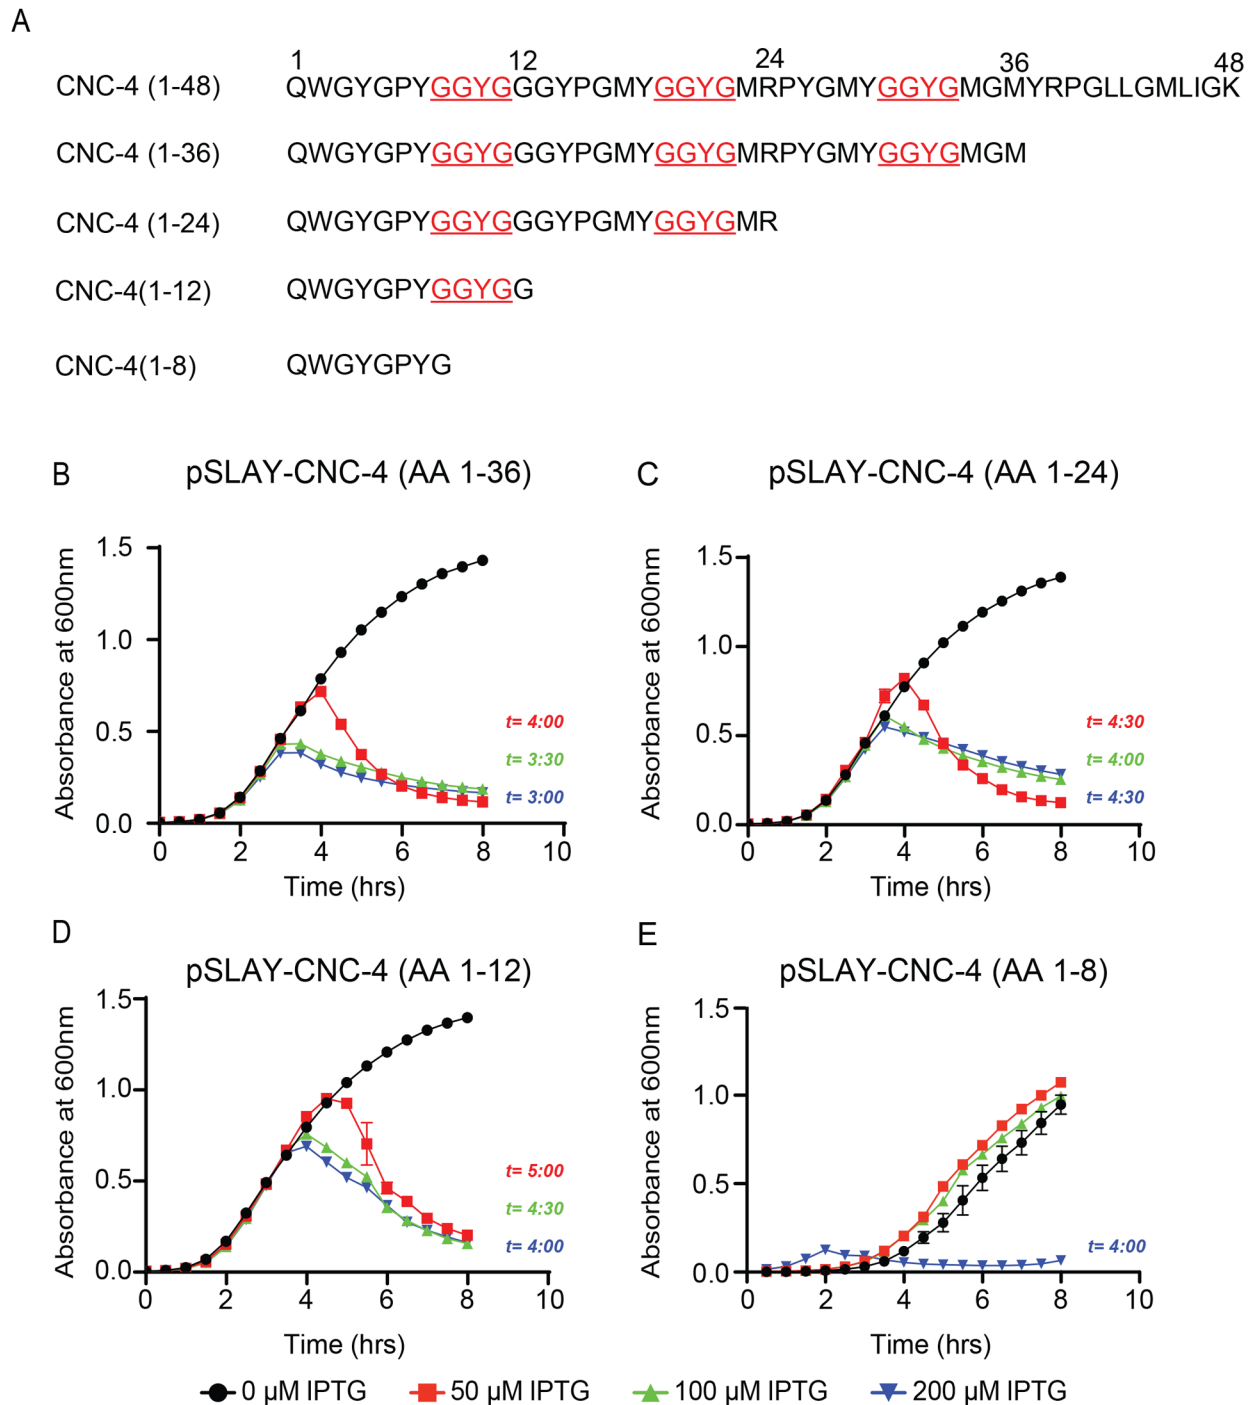 A
1 12 24 36 48
CNC-4 (1-48) QWGYGPYGGYGGGYPGMYGGYGMRPYGMYGGYGMGMYRPGLLGMLIGK
CNC-4 (1-36) QWGYGPYGGYGGGYPGMYGGYGMRPYGMYGGYGMGM
CNC-4 (1-24) QWGYGPYGGYGGGYPGMYGGYGMR
CNC-4(1-12) QWGYGPYGGYGG
CNC-4(1-8) QWGYGPYG
B pSLAY-CNC-4 (AA 1-36)
Absorbance at 600nm
1.5
1.0
0.5
0.0
t= 4:00
t= 3:30
t= 3:00
0 2 4 6 8 10
Time (hrs)
C pSLAY-CNC-4 (AA 1-24)
Absorbance at 600nm
1.5
1.0
0.5
0.0
t= 4:30
t= 4:00
t= 4:30
0 2 4 6 8 10
Time (hrs)
D pSLAY-CNC-4 (AA 1-12)
Absorbance at 600nm
1.5
1.0
0.5
0.0
t= 5:00
t= 4:30
t= 4:00
0 2 4 6 8 10
Time (hrs)
E pSLAY-CNC-4 (AA 1-8)
Absorbance at 600nm
1.5
1.0
0.5
0.0
t= 4:00
0 2 4 6 8 10
Time (hrs)
0 µM IPTG 50 µM IPTG 100 µM IPTG 200 µM IPTG